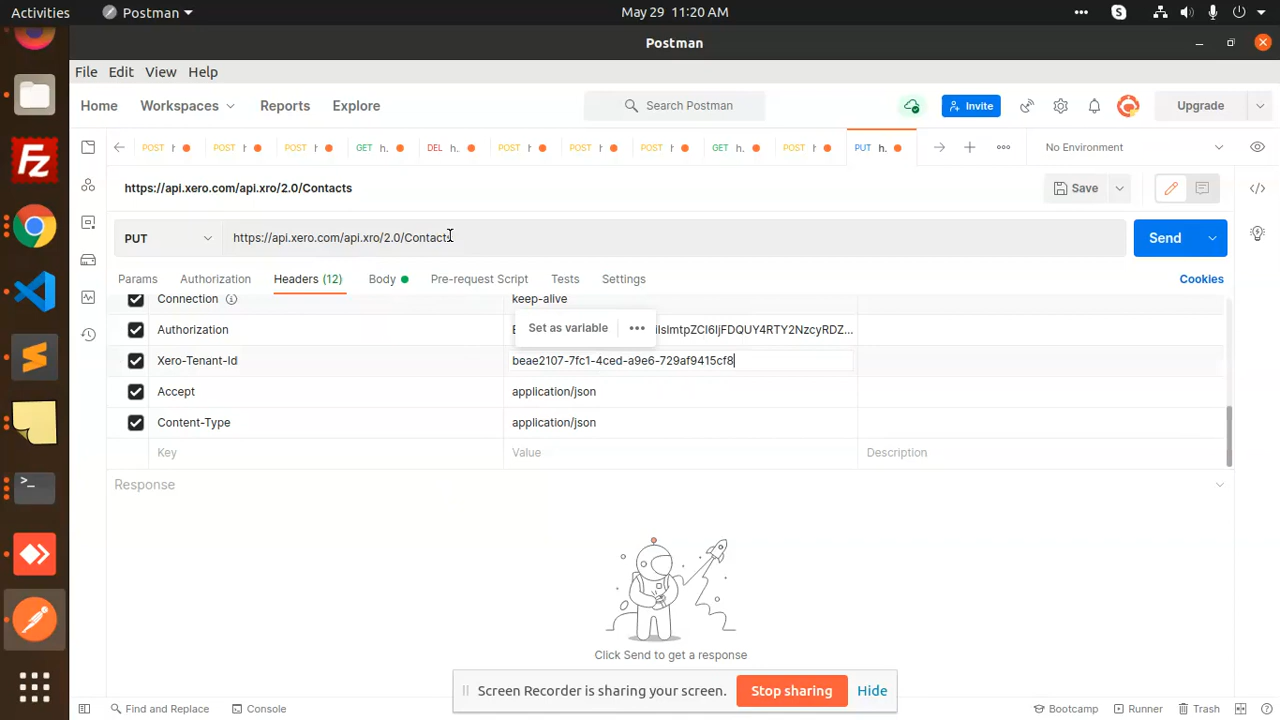 Activities
Postman
May 29 11:20 AM
Postman
File Edit View Help
Home Workspaces Reports Explore
Search Postman
Invite
Upgrade
POST h
POST h
POST h
GET h.
DEL h.
POST h
POST h
POST h
GET h.
POST h
PUT h.
No Environment
https://api.xero.com/api.xro/2.0/Contacts
Save
PUT
https://api.xero.com/api.xro/2.0/Contacts
Send
Params Authorization Headers (12) Body Pre-request Script Tests Settings
Cookies
Connection
keep-alive
Set as variable
Authorization
Xero-Tenant-Id
beae2107-7fc1-4ced-a9e6-729af9415cf8
Accept
application/json
Content-Type
application/json
Key
Value
Description
Response
Click Send to get a response
Screen Recorder is sharing your screen.
Stop sharing
Hide
Find and Replace
Console
Bootcamp
Runner
Trash